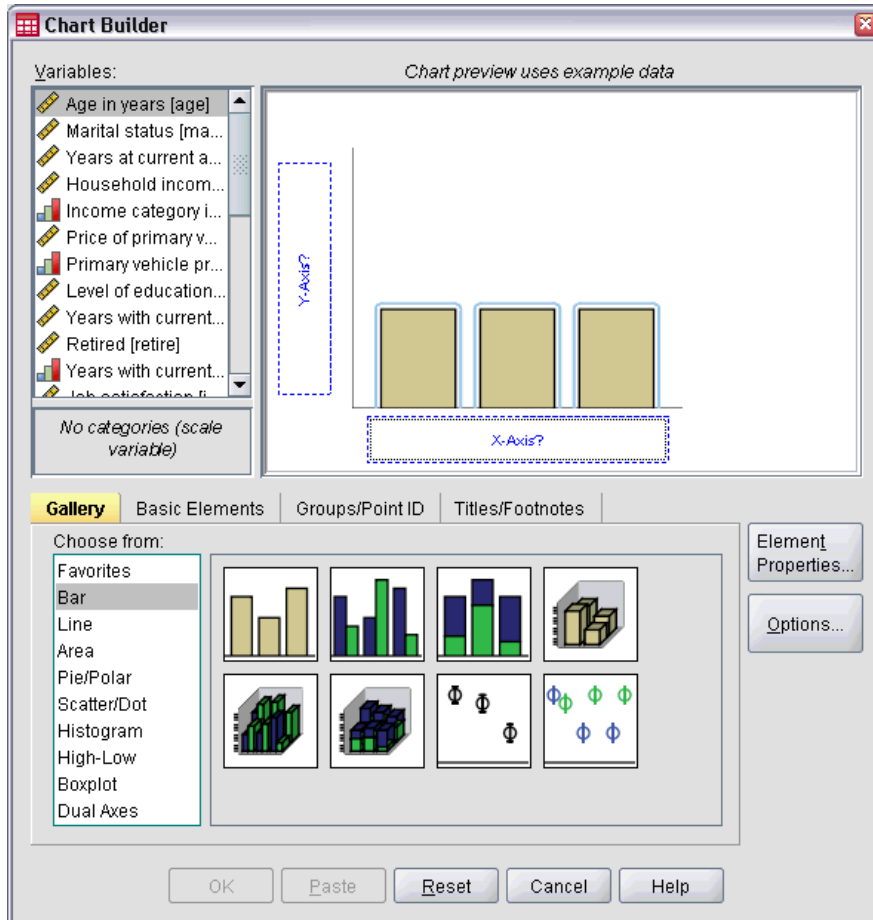 Chart Builder
Variables:
Chart preview uses example data
Age in years [age]
Marital status [ma...
Years at current a...
Household incom...
Income category i...
Price of primary v...
Primary vehicle pr...
Level of education...
Years with current...
Retired [retire]
Years with current...
Job satisfaction [j...
No categories (scale
variable)
Y-Axis?
X-Axis?
Gallery
Basic Elements
Groups/Point ID
Titles/Footnotes
Choose from:
Favorites
Bar
Line
Area
Pie/Polar
Scatter/Dot
Histogram
High-Low
Boxplot
Dual Axes
Element
Properties...
Options...
OK
Paste
Reset
Cancel
Help